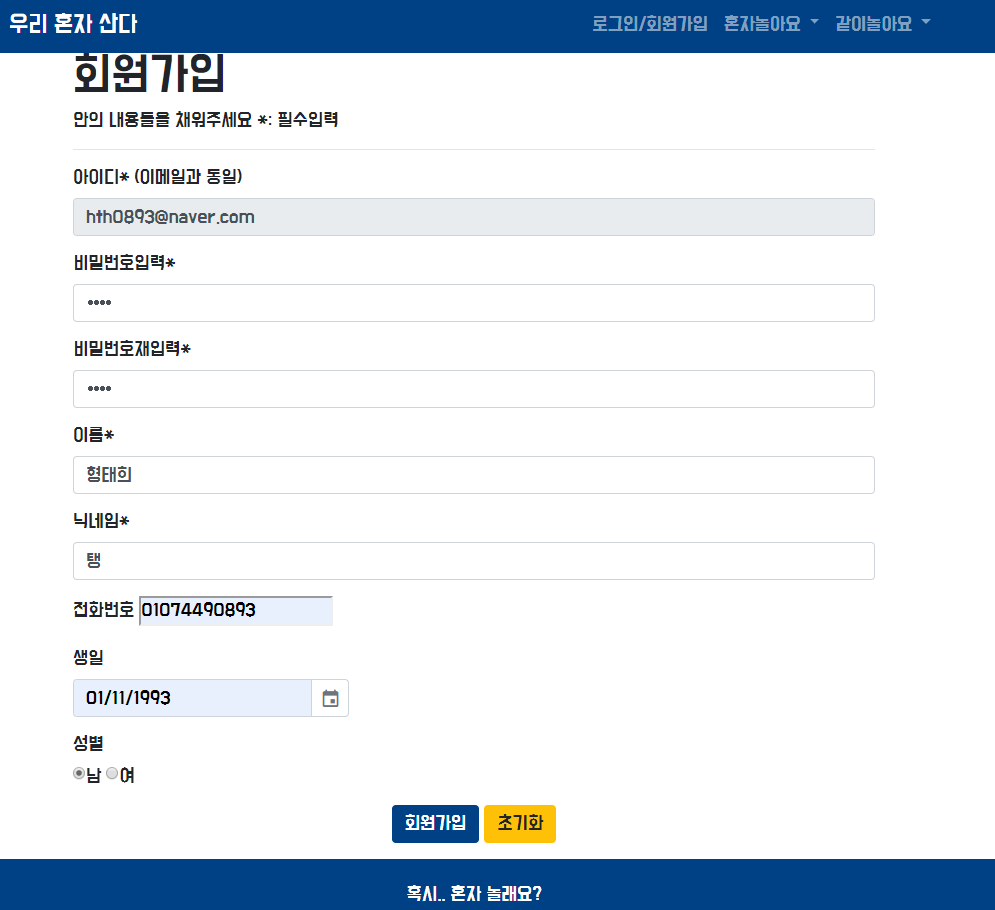 우리 혼자 산다 로그인/회원가입 혼자놀아요 같이놀아요
회원가입
만의 내용들을 채워주세요 *: 필수입력
아이디* (이메일과 동일)
hth0893@naver.com
비밀번호입력*
••••
비밀번호재입력*
••••
이름*
형태희
닉네임*
탱
전화번호 01074490893
생일
01/11/1993
성별
남 여
회원가입 초기화
혹시.. 혼자 놀래요?